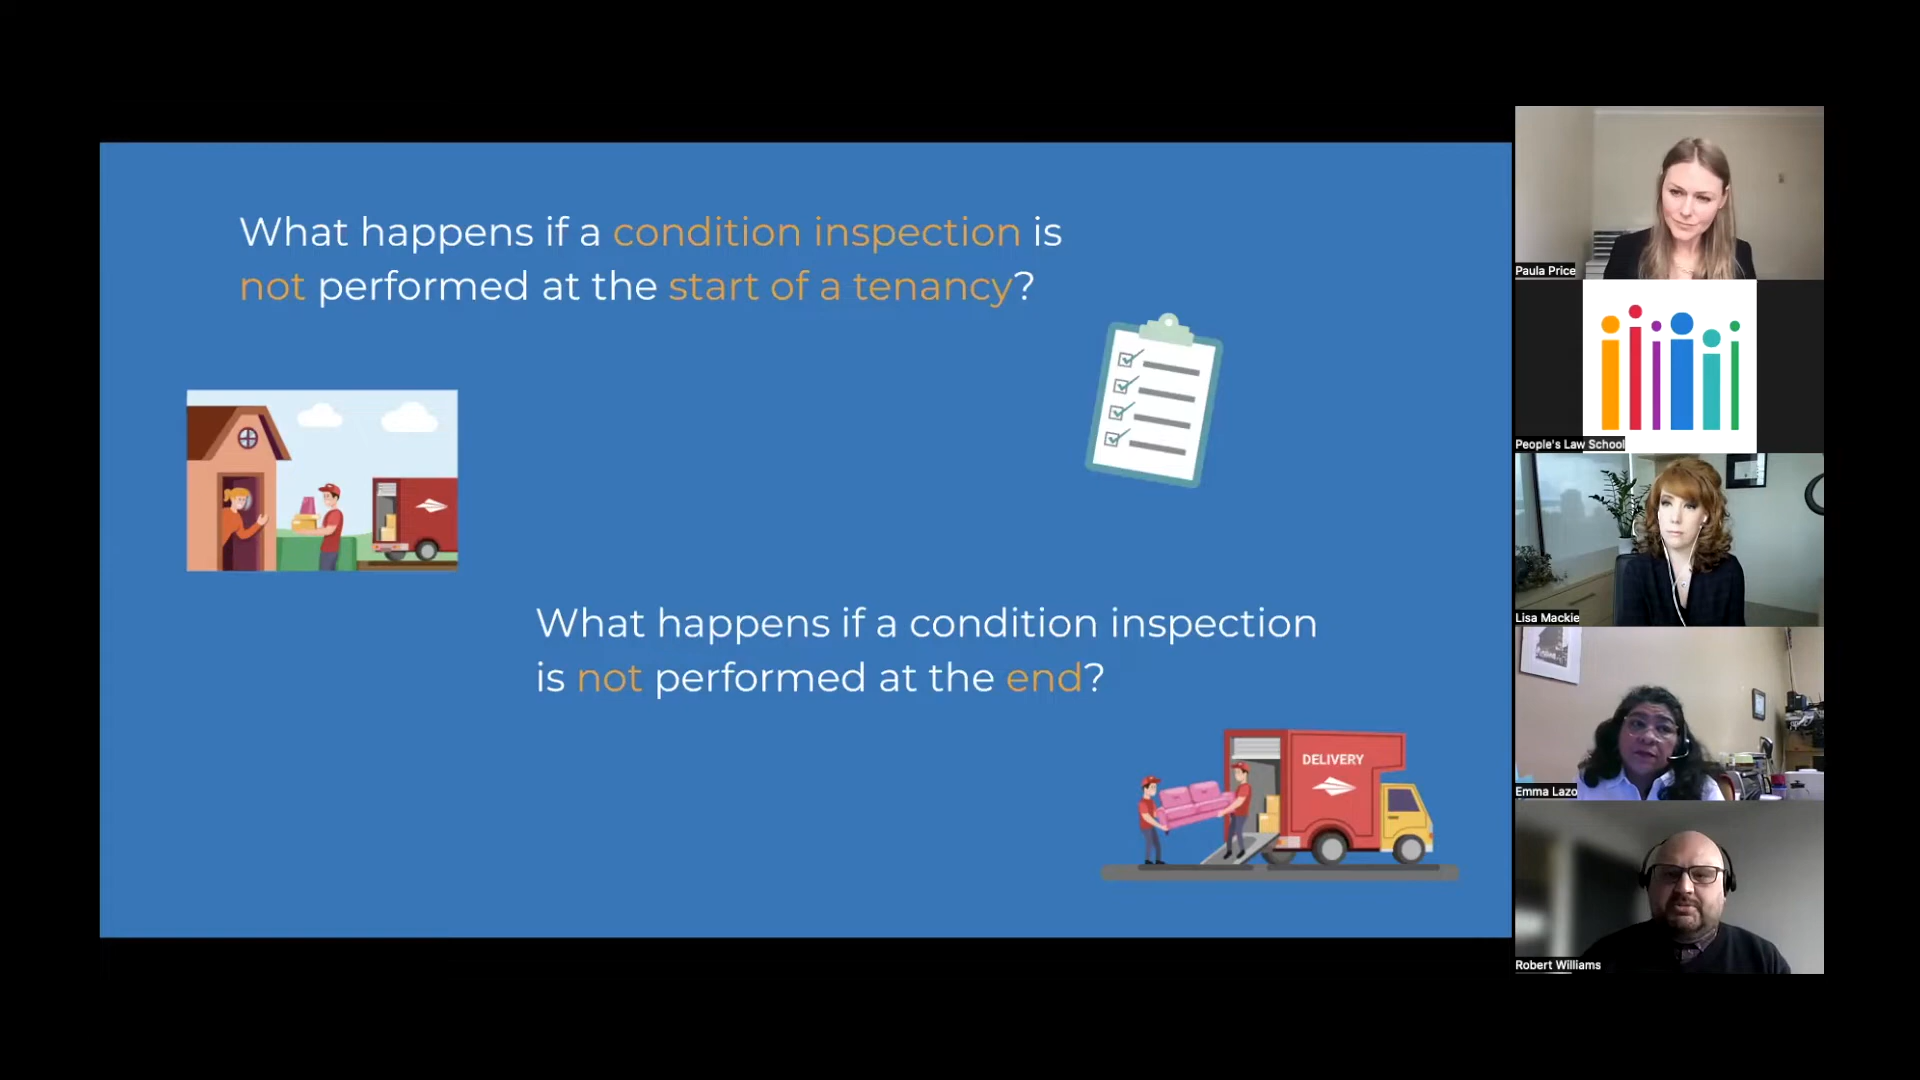 What happens if a condition inspection is
not performed at the start of a tenancy?
What happens if a condition inspection
is not performed at the end?
DELIVERY
Paula Price
People's Law School
Lisa Mackie
Emma Lazo
Robert Williams